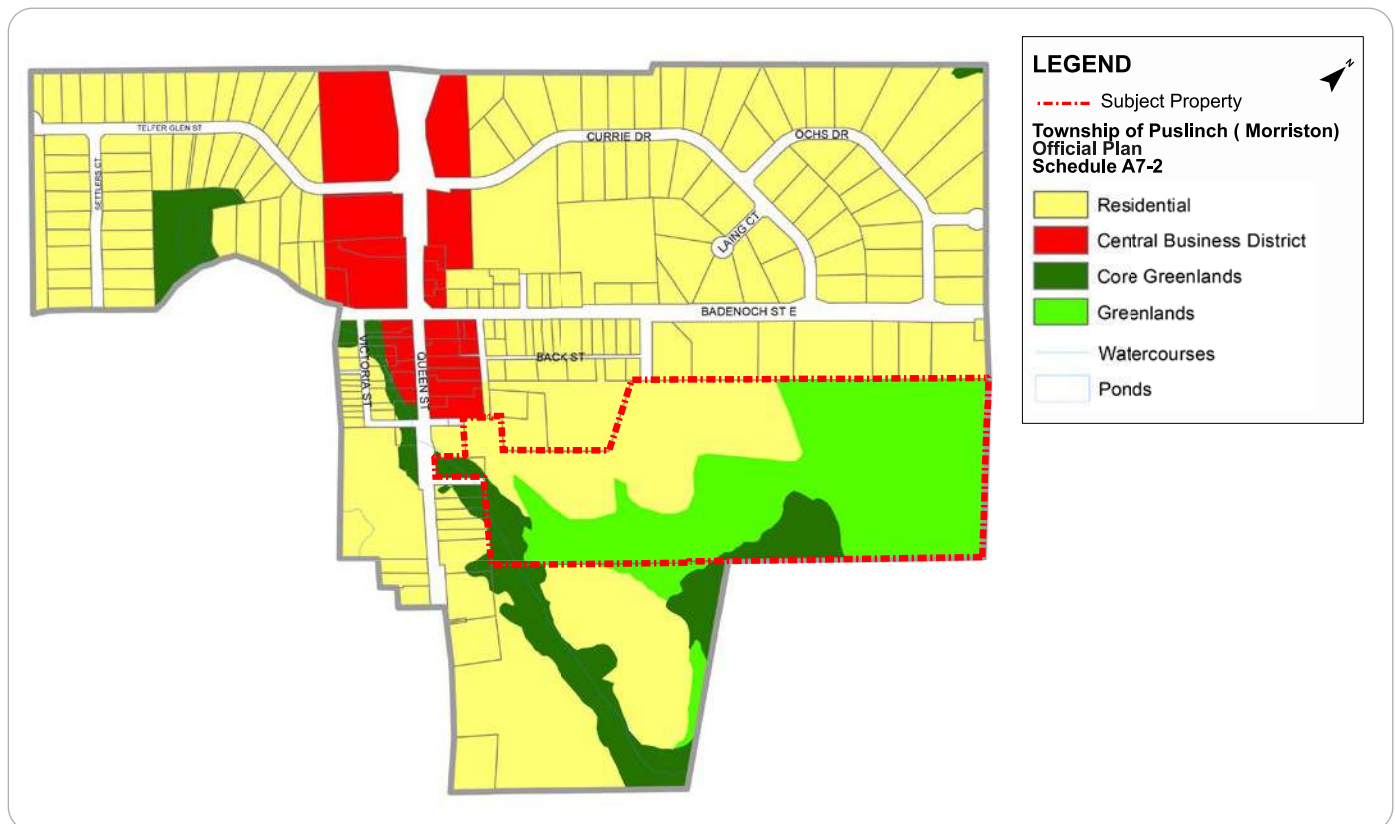 TELFER GLEN ST
SETTLERS CT
CURRIE DR
OCHS DR
LAING CT
BADENOCH ST E
VICTORIA ST
QUEEN ST
BACK ST
LEGEND
N
Subject Property
Township of Puslinch ( Morriston)
Official Plan
Schedule A7-2
Residential
Central Business District
Core Greenlands
Greenlands
Watercourses
Ponds